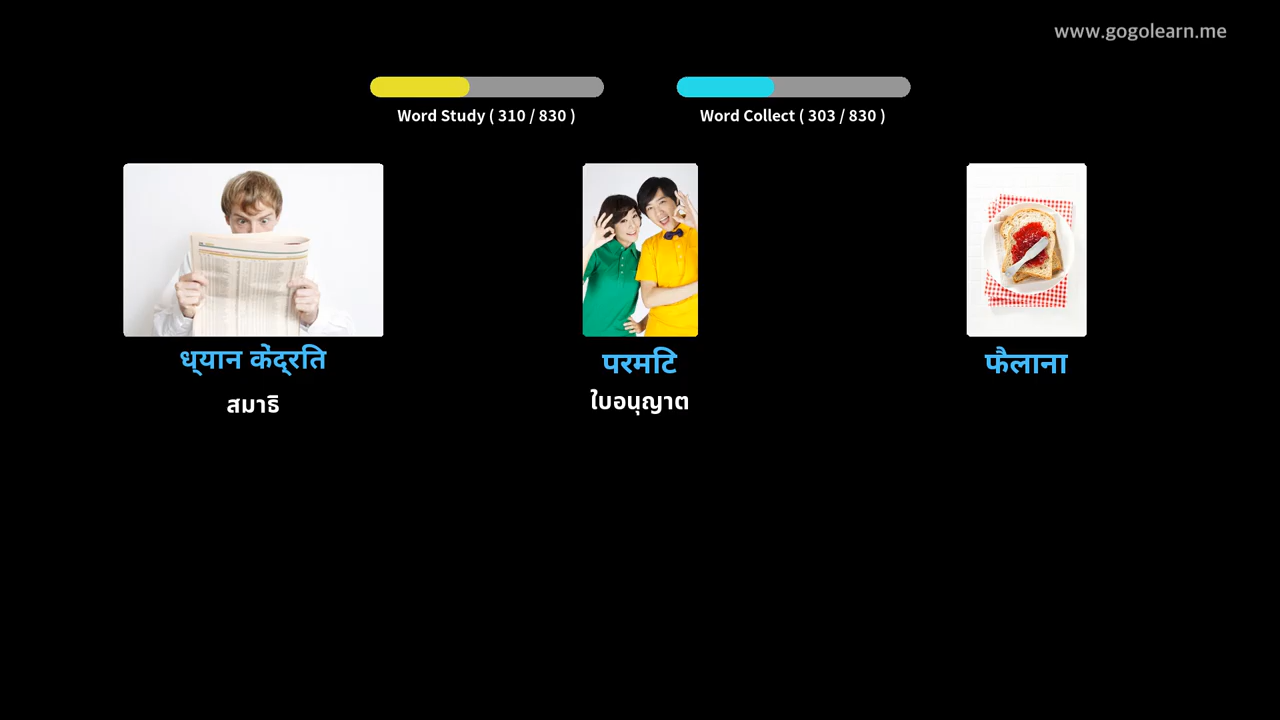 www.gogolearn.me
Word Study ( 310 / 830 )
Word Collect ( 303 / 830 )
ध्यान केंद्रति
परमटि
फैलाना
สมาธิ
ใบอนุญาต